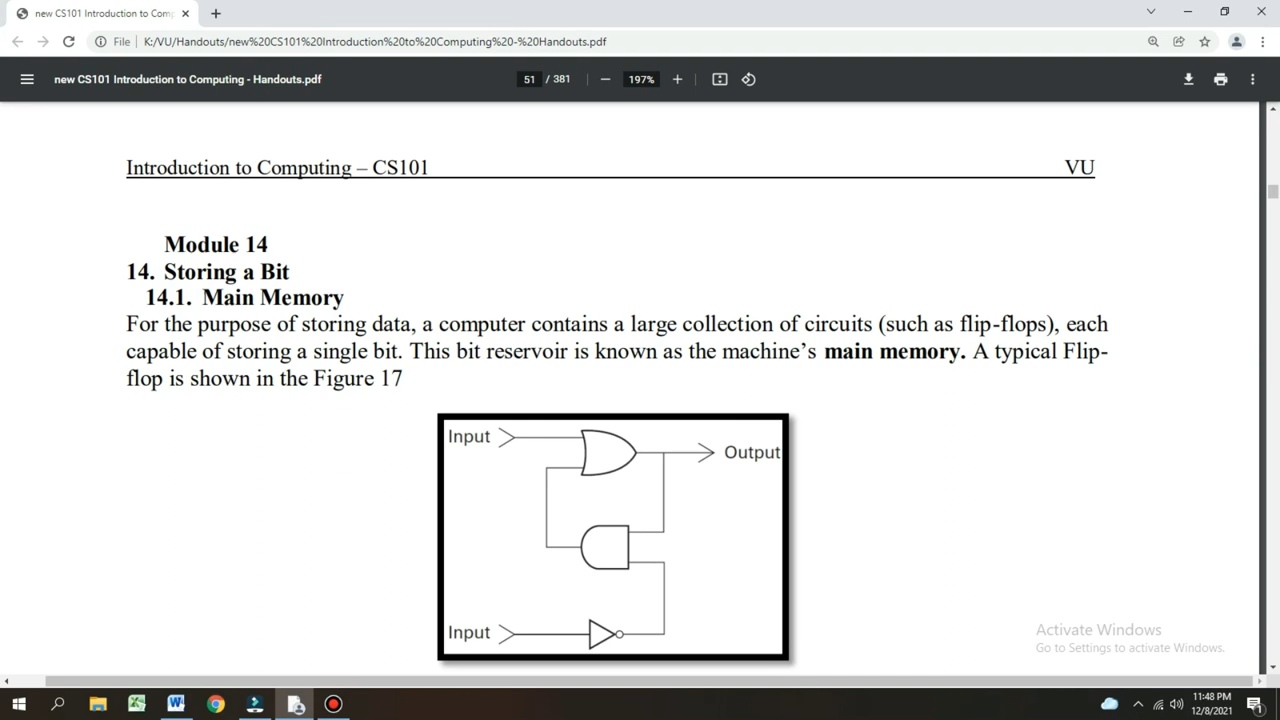 new CS101 Introduction to Comp
File K:/VU/Handouts/new%20CS101%20Introduction%20to%20Computing%20-%20Handouts.pdf
new CS101 Introduction to Computing - Handouts.pdf 51 / 381 197%
Introduction to Computing – CS101 VU
Module 14
14. Storing a Bit
14.1. Main Memory
For the purpose of storing data, a computer contains a large collection of circuits (such as flip-flops), each
capable of storing a single bit. This bit reservoir is known as the machine’s main memory. A typical Flip-
flop is shown in the Figure 17
Input
Output
Input
Activate Windows
Go to Settings to activate Windows.
11:48 PM
12/8/2021
1